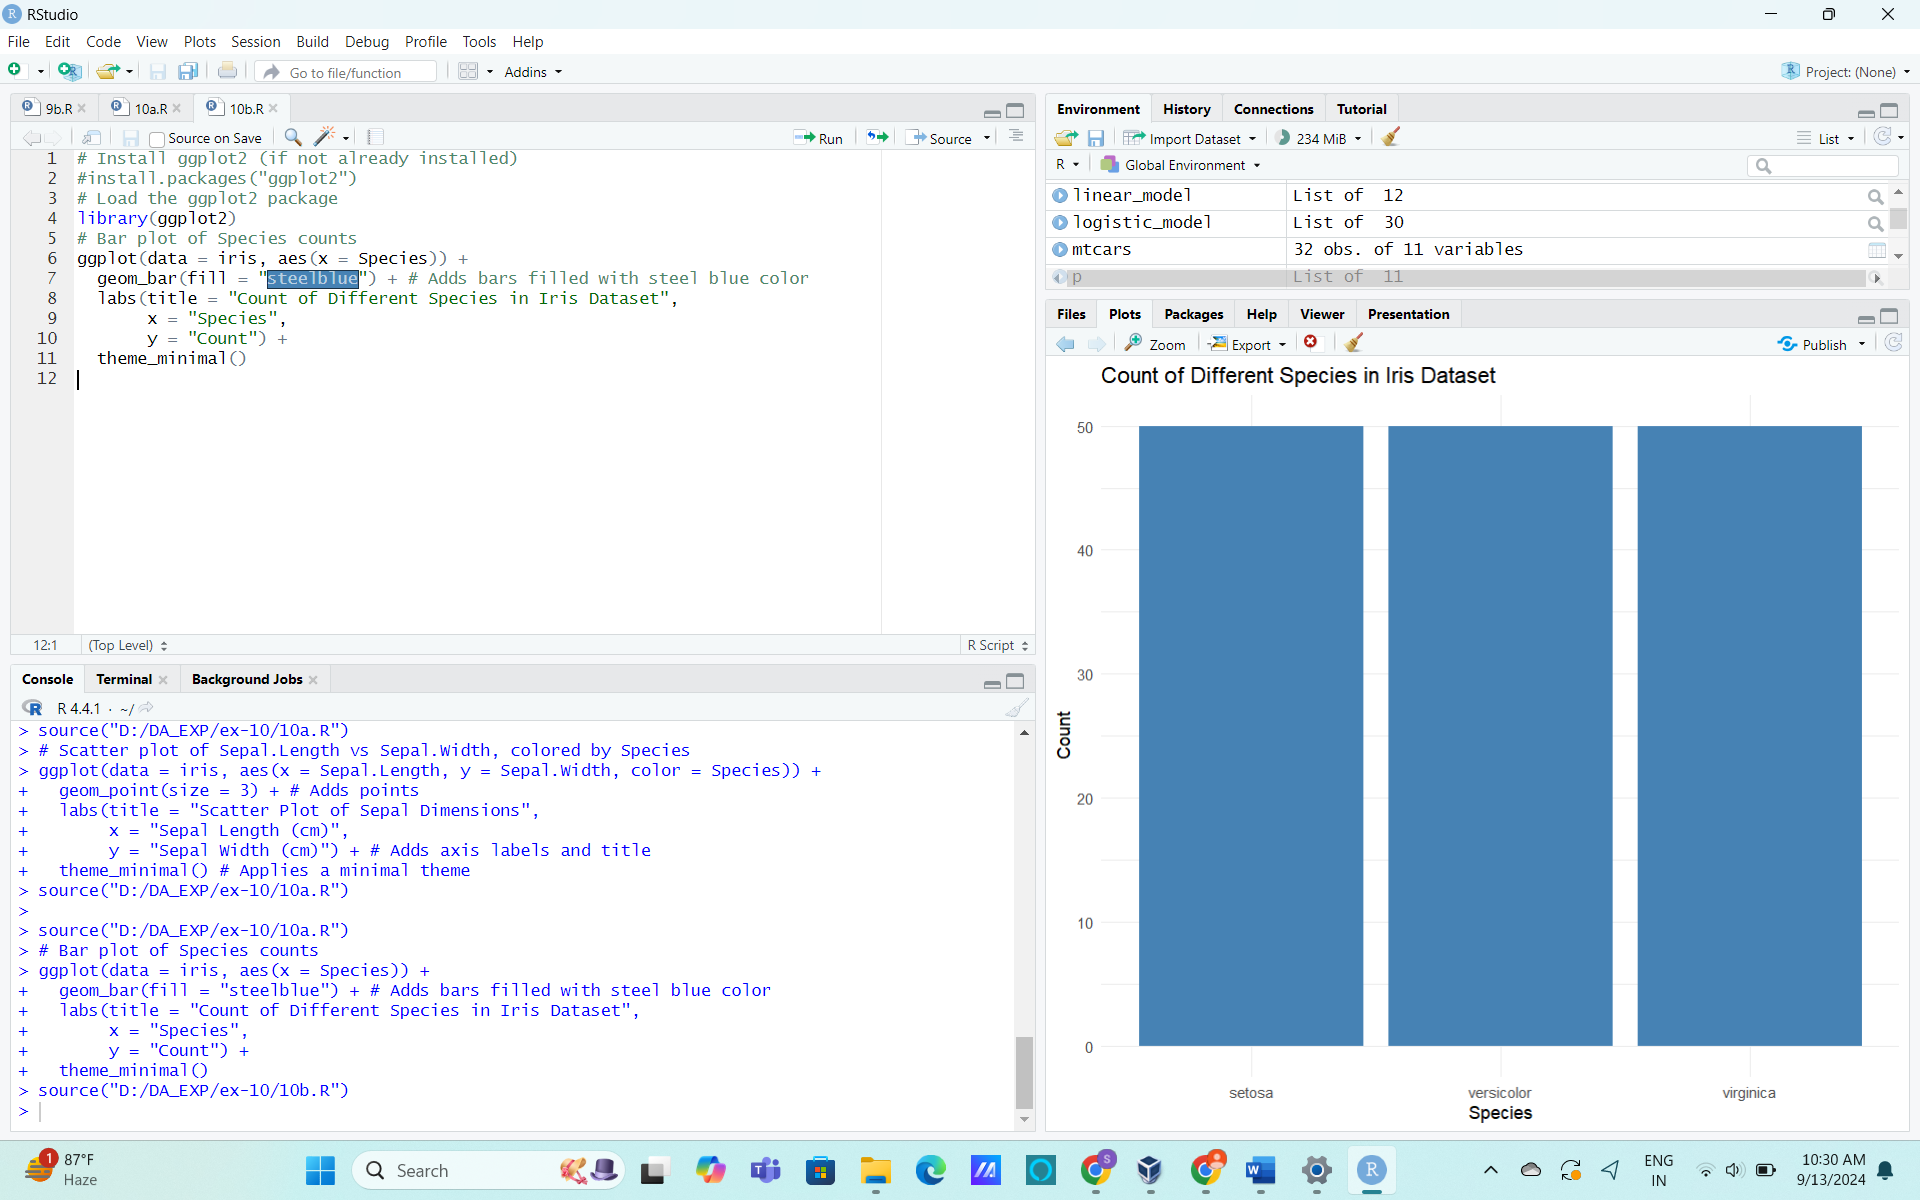 RStudio
File Edit Code View Plots Session Build Debug Profile Tools Help
Go to file/function Addins Project: (None)
9b.R 10a.R 10b.R
Source on Save Run Source
1 # Install ggplot2 (if not already installed)
2 #install.packages("ggplot2")
3 # Load the ggplot2 package
4 library(ggplot2)
5 # Bar plot of Species counts
6 ggplot(data = iris, aes(x = Species)) +
7 geom_bar(fill = "steelblue") + # Adds bars filled with steel blue color
8 labs(title = "Count of Different Species in Iris Dataset",
9 x = "Species",
10 y = "Count") +
11 theme_minimal()
12
12:1 (Top Level) R Script
Console Terminal Background Jobs
R 4.4.1 · ~/
> source("D:/DA_EXP/ex-10/10a.R")
> # Scatter plot of Sepal.Length vs Sepal.Width, colored by Species
> ggplot(data = iris, aes(x = Sepal.Length, y = Sepal.Width, color = Species)) +
+ geom_point(size = 3) + # Adds points
+ labs(title = "Scatter Plot of Sepal Dimensions",
+ x = "Sepal Length (cm)",
+ y = "Sepal Width (cm)") + # Adds axis labels and title
+ theme_minimal() # Applies a minimal theme
> source("D:/DA_EXP/ex-10/10a.R")
>
> source("D:/DA_EXP/ex-10/10a.R")
> # Bar plot of Species counts
> ggplot(data = iris, aes(x = Species)) +
+ geom_bar(fill = "steelblue") + # Adds bars filled with steel blue color
+ labs(title = "Count of Different Species in Iris Dataset",
+ x = "Species",
+ y = "Count") +
+ theme_minimal()
> source("D:/DA_EXP/ex-10/10b.R")
>
Environment History Connections Tutorial
Import Dataset 234 MiB List
R Global Environment
linear_model List of 12
logistic_model List of 30
mtcars 32 obs. of 11 variables
p List of 11
Files Plots Packages Help Viewer Presentation
Zoom Export Publish
Count of Different Species in Iris Dataset
50
40
30
20
10
0
Count
setosa versicolor virginica
Species
1 87°F
Haze
Search
S
ENG
IN
10:30 AM
9/13/2024